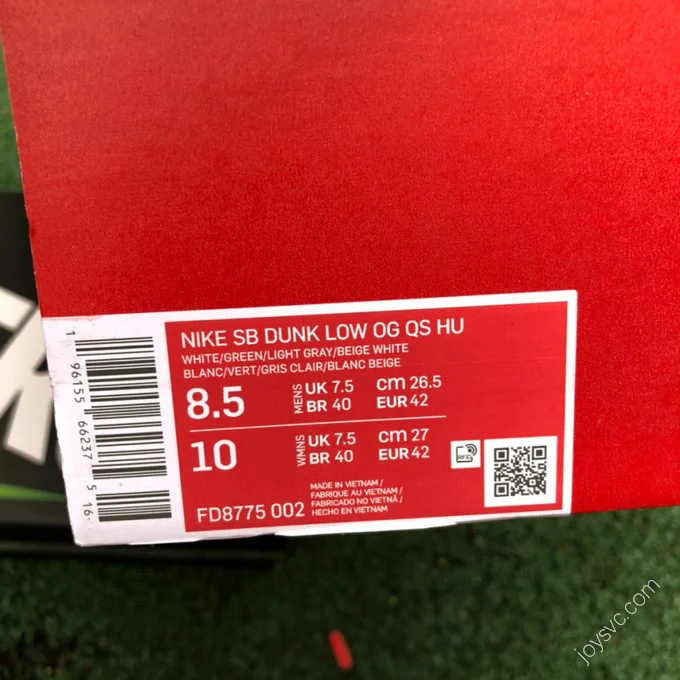 NIKE SB DUNK LOW OG QS HU
WHITE/GREEN/LIGHT GRAY/BEIGE WHITE
BLANC/VERT/GRIS CLAIR/BLANC BEIGE
8.5 MENS UK 7.5 CM 26.5
BR 40 EUR 42
10 WMNS UK 7.5 CM 27
BR 40 EUR 42
RFID
FD8775 002
MADE IN VIETNAM /
FABRIQUE AU VIETNAM /
FABRICADO NO VIETNÃ /
HECHO EN VIETNAM
1 96155 66237 5 16
joysvc.com